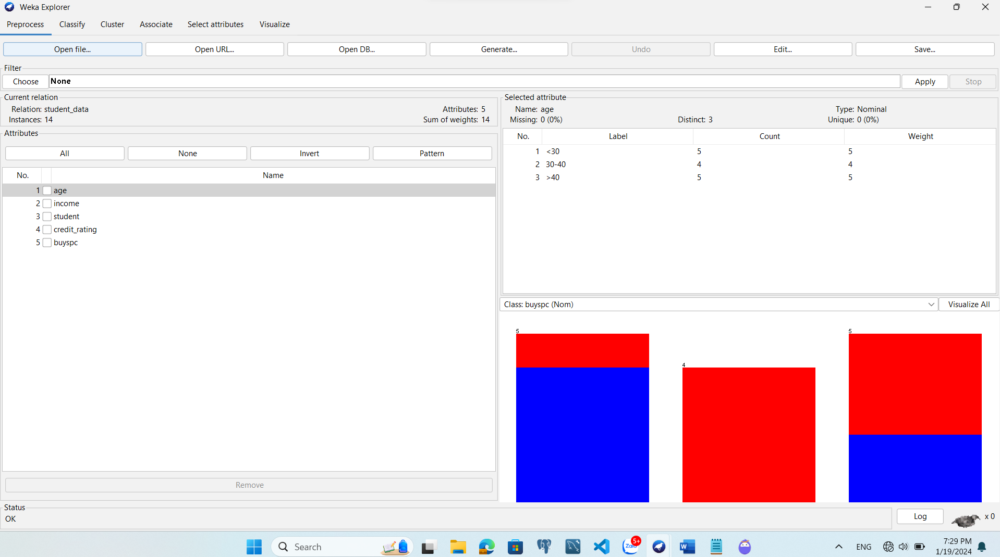 Weka Explorer
Preprocess Classify Cluster Associate Select attributes Visualize
Open file... Open URL... Open DB... Generate... Undo Edit... Save...
Filter
Choose None Apply Stop
Current relation
Relation: student_data Attributes: 5
Instances: 14 Sum of weights: 14
Attributes
All None Invert Pattern
No. Name
1 age
2 income
3 student
4 credit_rating
5 buyspc
Remove
Selected attribute
Name: age Type: Nominal
Missing: 0 (0%) Distinct: 3 Unique: 0 (0%)
No. Label Count Weight
1 <30 5 5
2 30-40 4 4
3 >40 5 5
Class: buyspc (Nom) Visualize All
5 4 5
Status
OK
Log x 0
Search
Zalo 5+
W
ENG
7:29 PM
1/19/2024